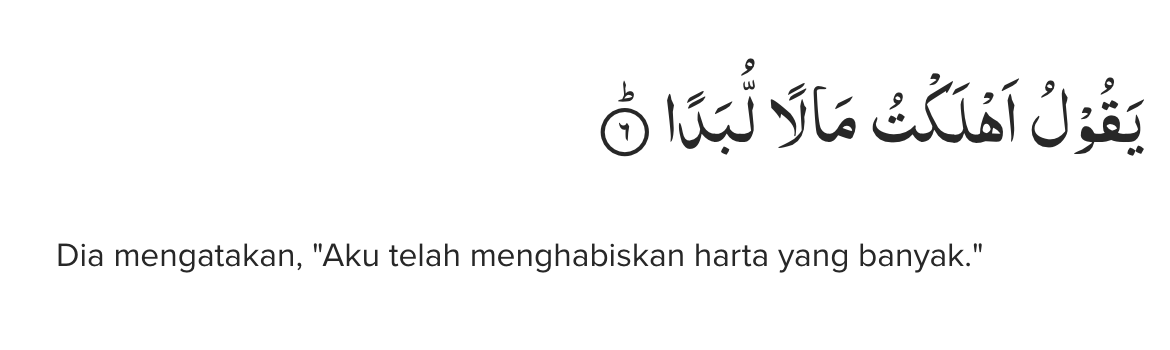 يَقُوْلُ اَهْلَكْتُ مَالًا لُّبَدًاۗ ٦
Dia mengatakan, "Aku telah menghabiskan harta yang banyak."